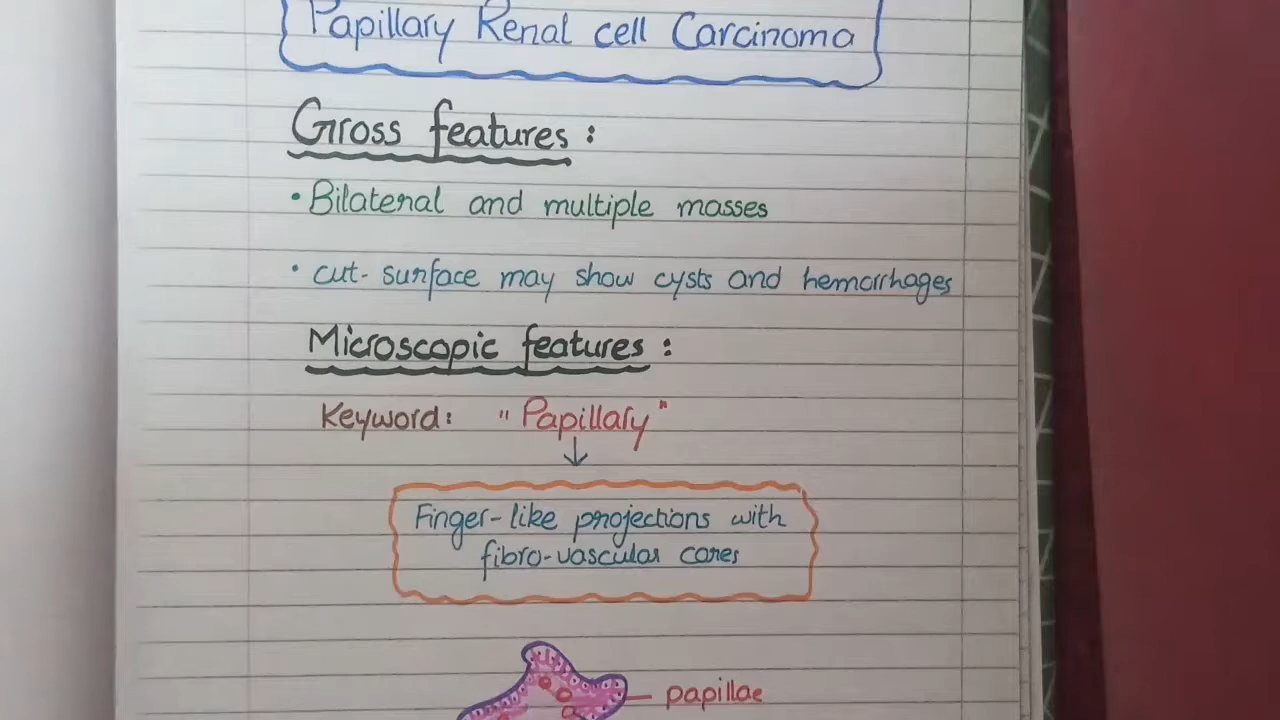 Papillary Renal cell Carcinoma
Gross features :
• Bilateral and multiple masses
• cut-surface may show cysts and hemorrhages
Microscopic features :
Keyword: "Papillary"
↓
Finger-like projections with
fibro-vascular cores
papillae